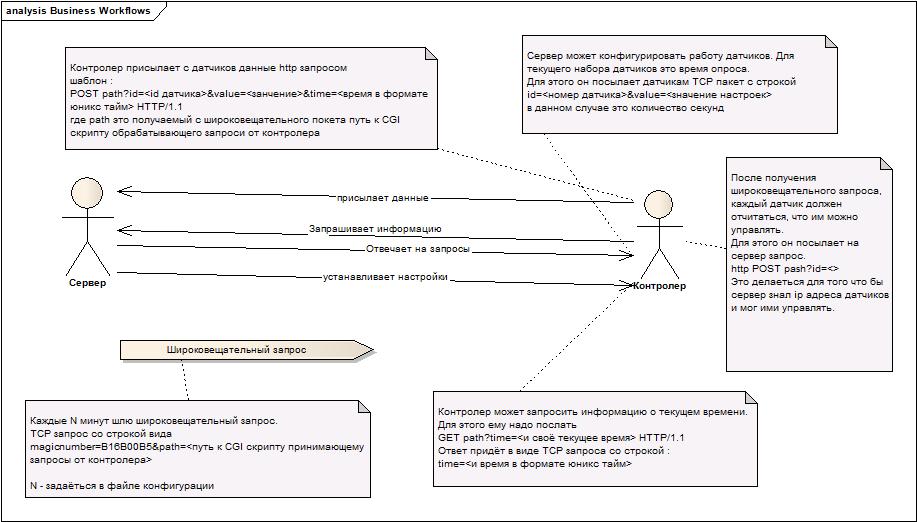 analysis Business Workflows
Контролер присылает с датчиков данные http запросом
шаблон :
POST path?id=<id датчика>&value=<занчение>&time=<время в формате
юникс тайм> HTTP/1.1
где path это получаемый с широковещательного покета путь к CGI
скрипту обрабатывающего запроси от контролера
Сервер может конфигурировать работу датчиков. Для
текущего набора датчиков это время опроса.
Для этого он посылает датчикам TCP пакет с строкой
id=<номер датчика>&value=<значение настроек>
в данном случае это количество секунд
После получения
широковещательного запроса,
каждый датчик должен
отчитаться, что им можно
управлять.
Для этого он посылает на
сервер запрос.
http POST pash?id=<>
Это делаеться для того что бы
сервер знал ip адреса датчиков
и мог ими управлять.
присылает данные
Запрашивает информацию
Отвечает на запросы
устанавливает настройки
Сервер
Контролер
Широковещательный запрос
Каждые N минут шлю широковещательный запрос.
TCP запрос со строкой вида
magicnumber=B16B00B5&path=<путь к CGI скрипту принимающему
запросы от контролера>
N - задаёться в файле конфигурации
Контролер может запросить информацию о текущем времени.
Для этого ему надо послать
GET path?time=<и своё текущее время> HTTP/1.1
Ответ придёт в виде TCP запроса со строкой :
time=<и время в формате юникс тайм>